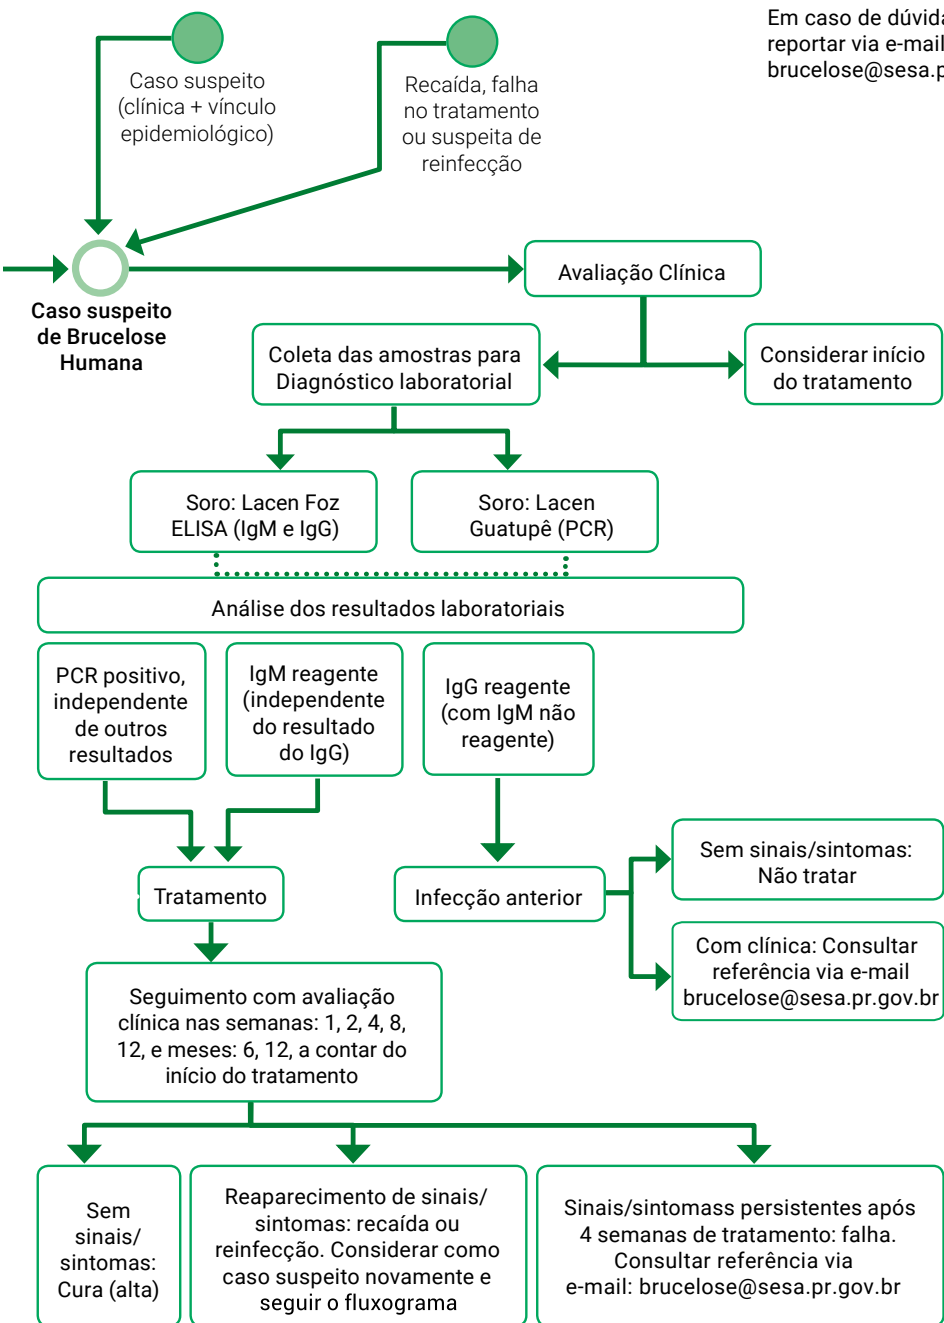 Em caso de
reportar via e-mail
Caso suspeito
(clínica + vínculo
epidemiológico)
Recaída, falha
no tratamento
ou suspeita de
reinfecção
Caso suspeito
de Brucelose
Humana
Avaliação Clínica
Coleta das amostras para
Diagnóstico laboratorial
Considerar início
do tratamento
Soro: Lacen Foz
ELISA (IgM e IgG)
Soro: Lacen
Guatupê (PCR)
Análise dos resultados laboratoriais
PCR positivo,
independente
de outros
resultados
IgM reagente
(independente
do resultado
do IgG)
IgG reagente
(com IgM não
reagente)
Tratamento
Infecção anterior
Sem sinais/sintomas:
Não tratar
Com clínica: Consultar
referência via e-mail
brucelose@sesa.pr.gov.br
Seguimento com avaliação
clínica nas semanas: 1, 2, 4, 8,
12, e meses: 6, 12, a contar do
início do tratamento
Sem
sinais/
sintomas:
Cura (alta)
Reaparecimento de sinais/
sintomas: recaída ou
reinfecção. Considerar como
caso suspeito novamente e
seguir o fluxograma
Sinais/sintomass persistentes após
4 semanas de tratamento: falha.
Consultar referência via
e-mail: brucelose@sesa.pr.gov.br